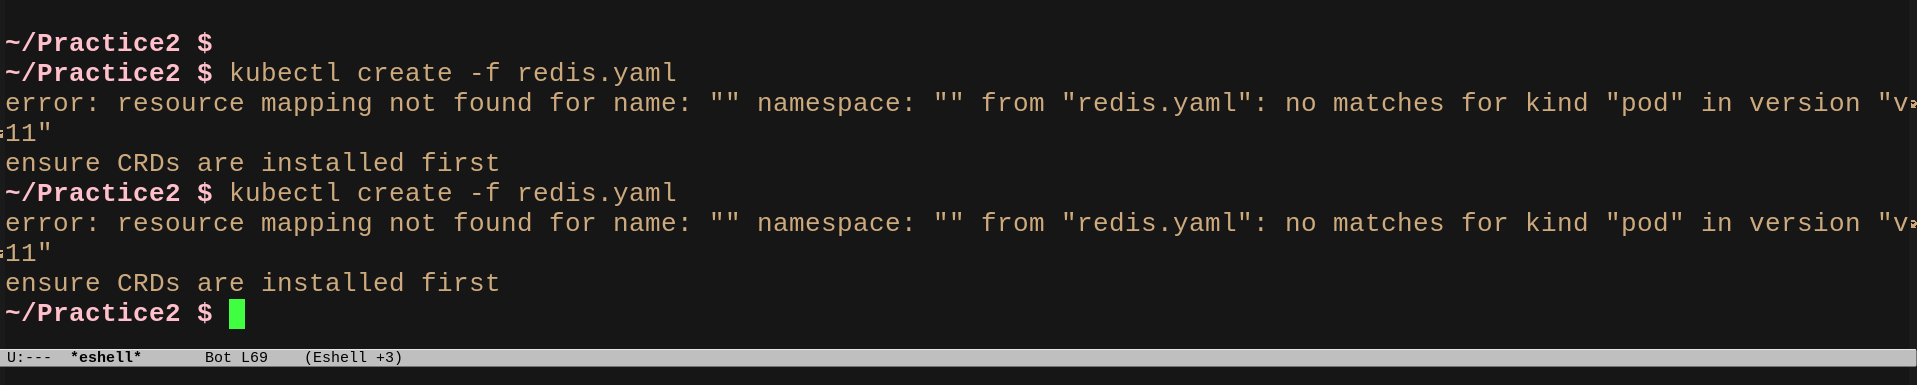 ~/Practice2 $
~/Practice2 $ kubectl create -f redis.yaml
error: resource mapping not found for name: "" namespace: "" from "redis.yaml": no matches for kind "pod" in version "v
11"
ensure CRDs are installed first
~/Practice2 $ kubectl create -f redis.yaml
error: resource mapping not found for name: "" namespace: "" from "redis.yaml": no matches for kind "pod" in version "v
11"
ensure CRDs are installed first
~/Practice2 $
U:--- *eshell* Bot L69 (Eshell +3)